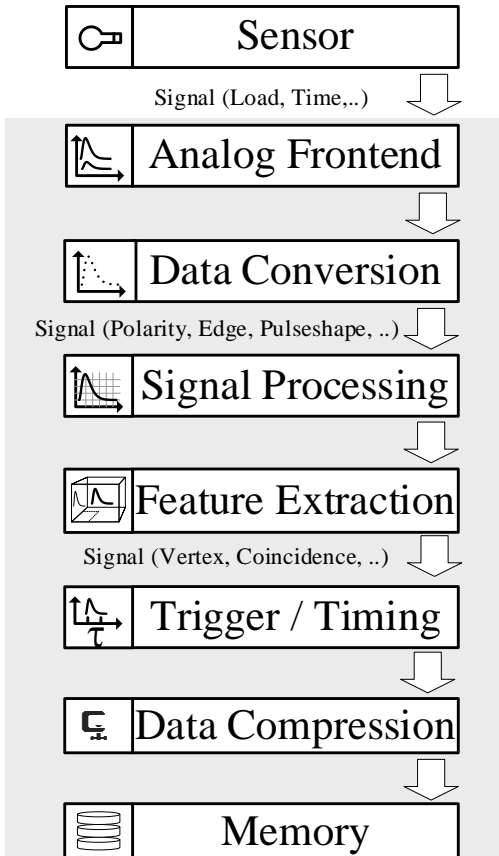 Sensor
Signal (Load, Time,..)
Analog Frontend
Data Conversion
Signal (Polarity, Edge, Pulseshape, ..)
Signal Processing
Feature Extraction
Signal (Vertex, Coincidence, ..)
τ
Trigger / Timing
Data Compression
Memory